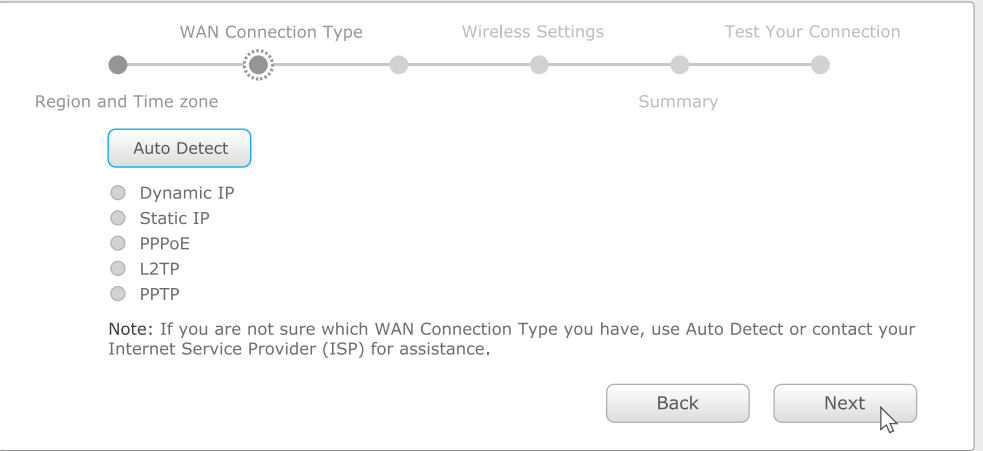 WAN Connection Type
Wireless Settings
Test Your Connection
Region and Time zone
Summary
Auto Detect
Dynamic IP
Static IP
PPPoE
L2TP
PPTP
Note: If you are not sure which WAN Connection Type you have, use Auto Detect or contact your
Internet Service Provider (ISP) for assistance.
Back
Next